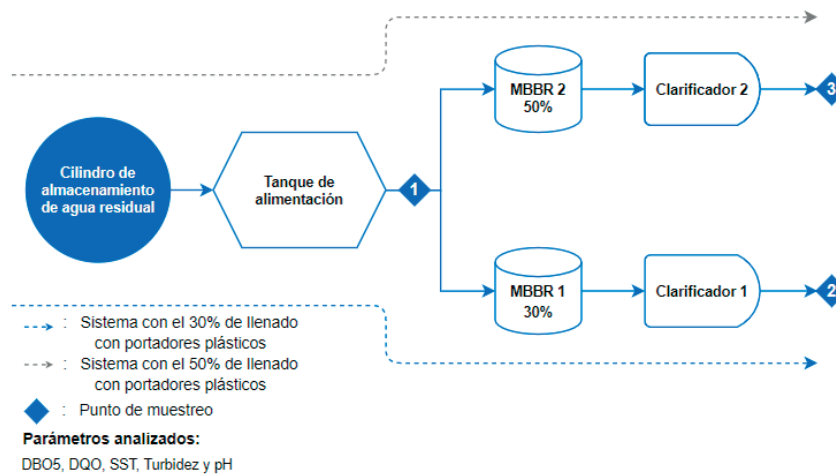 MBBR 2
50%
Clarificador 2
3
Cilindro de
almacenamiento
de agua residual
Tanque de
alimentación
1
MBBR 1
30%
Clarificador 1
2
: Sistema con el 30% de llenado
con portadores plásticos
: Sistema con el 50% de llenado
con portadores plásticos
: Punto de muestreo
Parámetros analizados:
DBO5, DQO, SST, Turbidez y pH